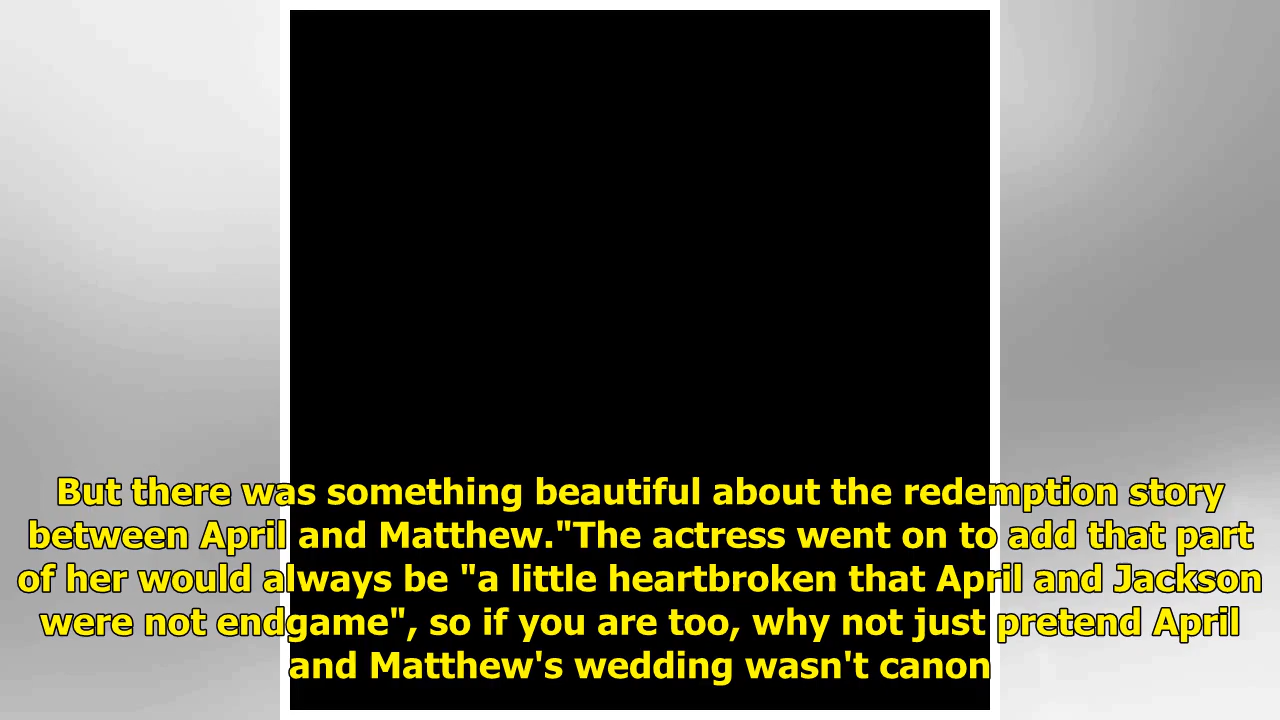 But there was something beautiful about the redemption story
between April and Matthew."The actress went on to add that part
of her would always be "a little heartbroken that April and Jackson
were not endgame", so if you are too, why not just pretend April
and Matthew's wedding wasn't canon